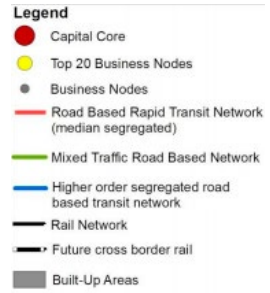 Legend
Capital Core
Top 20 Business Nodes
Business Nodes
Road Based Rapid Transit Network
(median segregated)
Mixed Traffic Road Based Network
Higher order segregated road
based transit network
Rail Network
Future cross border rail
Built-Up Areas